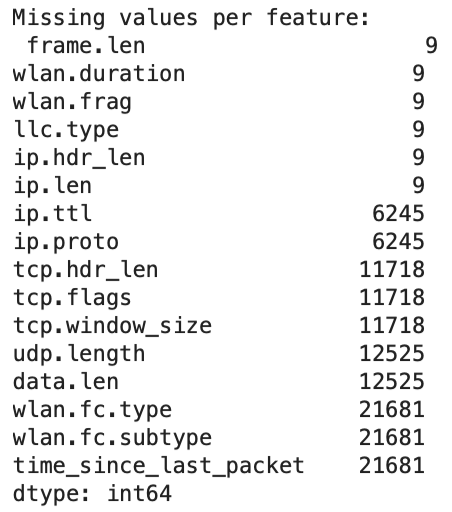 Missing values per feature:
frame.len 9
wlan.duration 9
wlan.frag 9
llc.type 9
ip.hdr_len 9
ip.len 9
ip.ttl 6245
ip.proto 6245
tcp.hdr_len 11718
tcp.flags 11718
tcp.window_size 11718
udp.length 12525
data.len 12525
wlan.fc.type 21681
wlan.fc.subtype 21681
time_since_last_packet 21681
dtype: int64